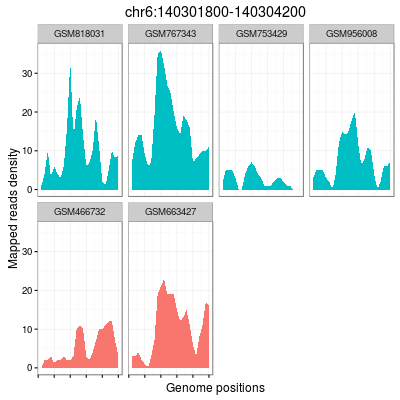 chr6:140301800-140304200
GSM818031 GSM767343 GSM753429 GSM956008
30
20
10
0
Mapped reads density
GSM466732 GSM663427
30
20
10
0
Genome positions